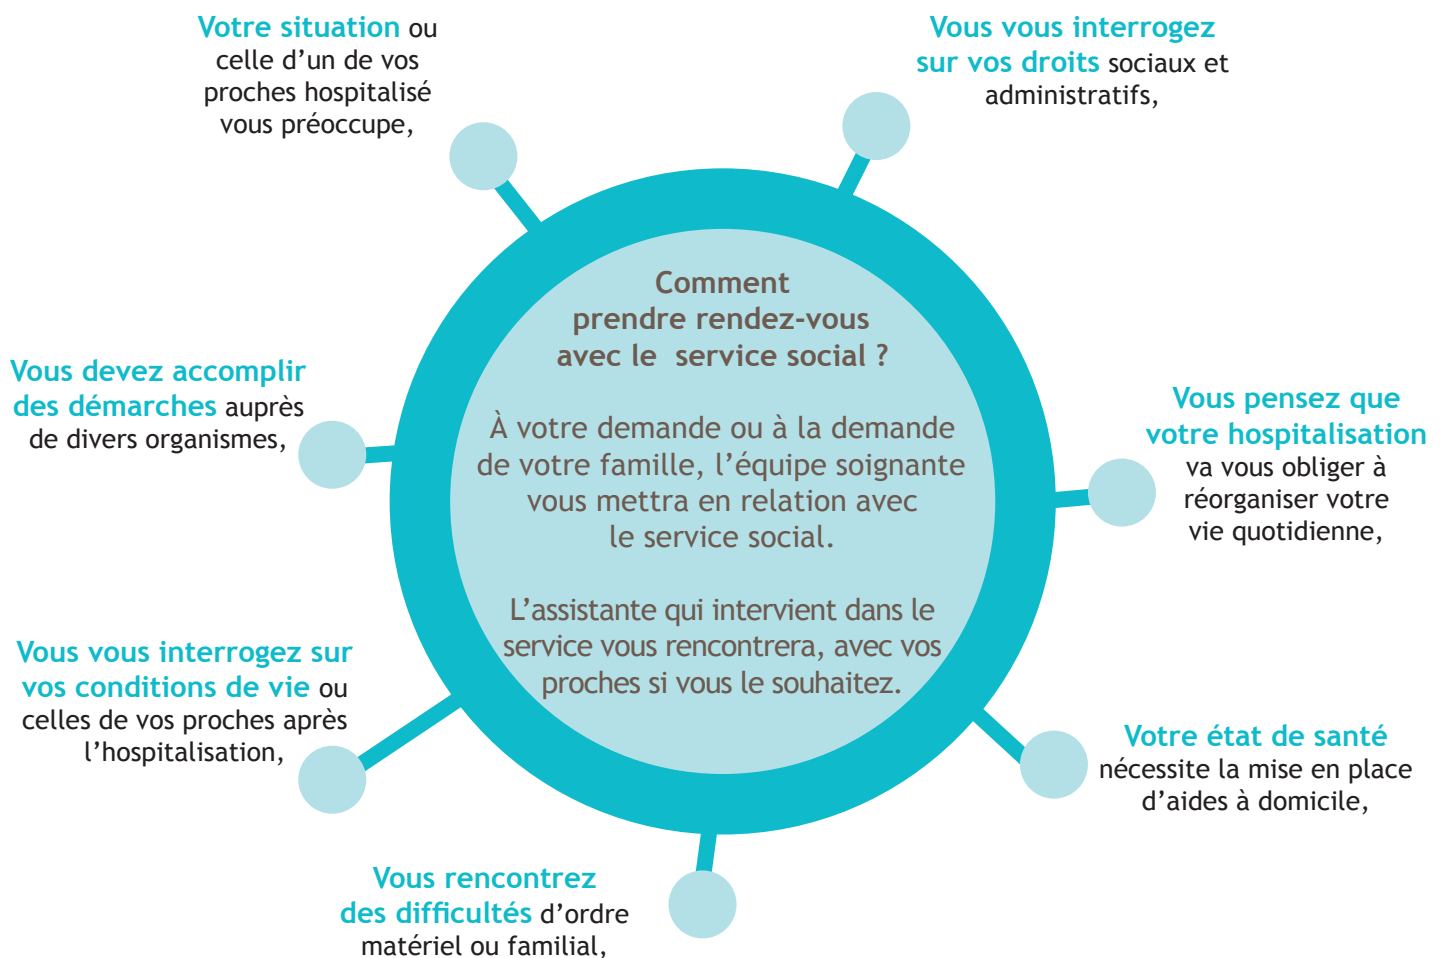 Votre situation ou
celle d’un de vos
proches hospitalisé
vous préoccupe,
Vous vous interrogez
sur vos droits sociaux et
administratifs,
Comment
prendre rendez-vous
avec le service social ?
À votre demande ou à la demande
de votre famille, l’équipe soignante
vous mettra en relation avec
le service social.
L’assistante qui intervient dans le
service vous rencontrera, avec vos
proches si vous le souhaitez.
Vous devez accomplir
des démarches auprès
de divers organismes,
Vous pensez que
votre hospitalisation
va vous obliger à
réorganiser votre
vie quotidienne,
Vous vous interrogez sur
vos conditions de vie ou
celles de vos proches après
l’hospitalisation,
Votre état de santé
nécessite la mise en place
d’aides à domicile,
Vous rencontrez
des difficultés d’ordre
matériel ou familial,